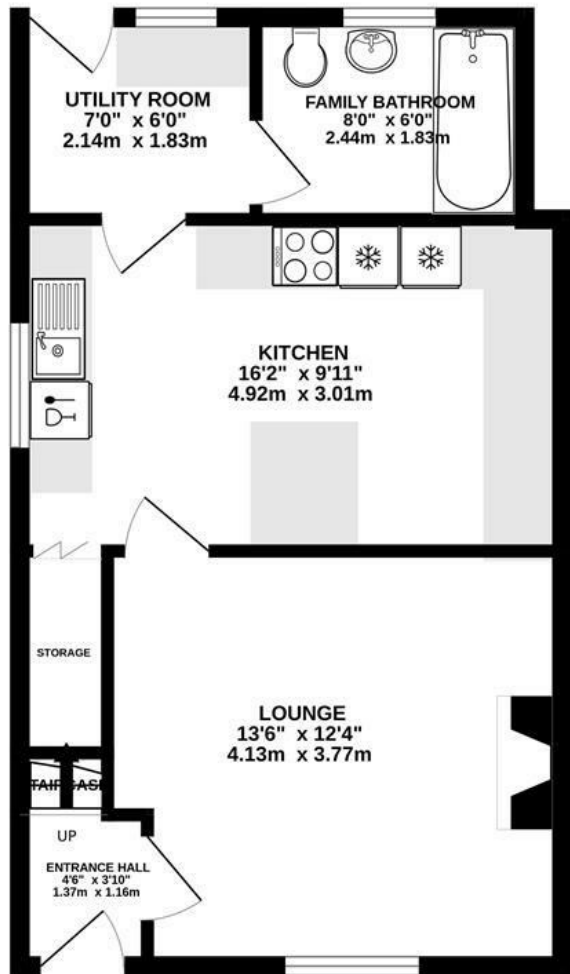 UTILITY ROOM
7'0" x 6'0"
2.14m x 1.83m
FAMILY BATHROOM
8'0" x 6'0"
2.44m x 1.83m
KITCHEN
16'2" x 9'11"
4.92m x 3.01m
STORAGE
LOUNGE
13'6" x 12'4"
4.13m x 3.77m
UP
ENTRANCE HALL
4'6" x 3'10"
1.37m x 1.16m